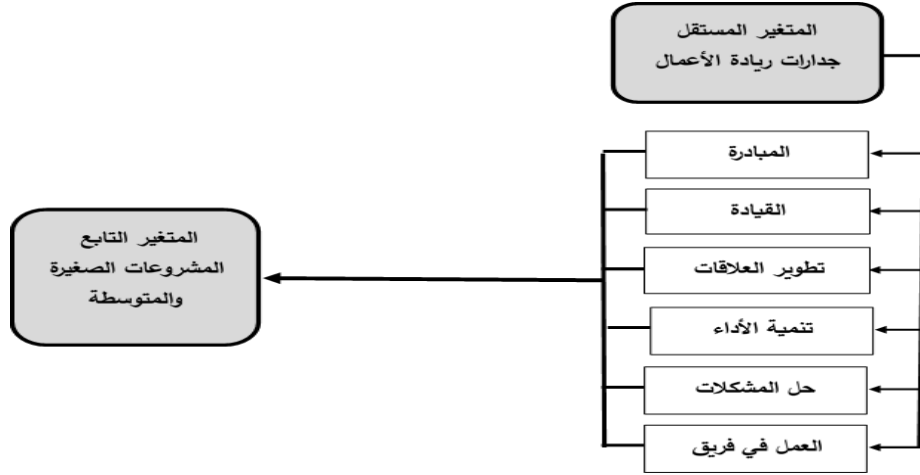 المتغير المستقل
جدارات ريادة الأعمال
المبادرة
القيادة
تطوير العلاقات
تنمية الأداء
حل المشكلات
العمل في فريق
المتغير التابع
المشروعات الصغيرة
والمتوسطة